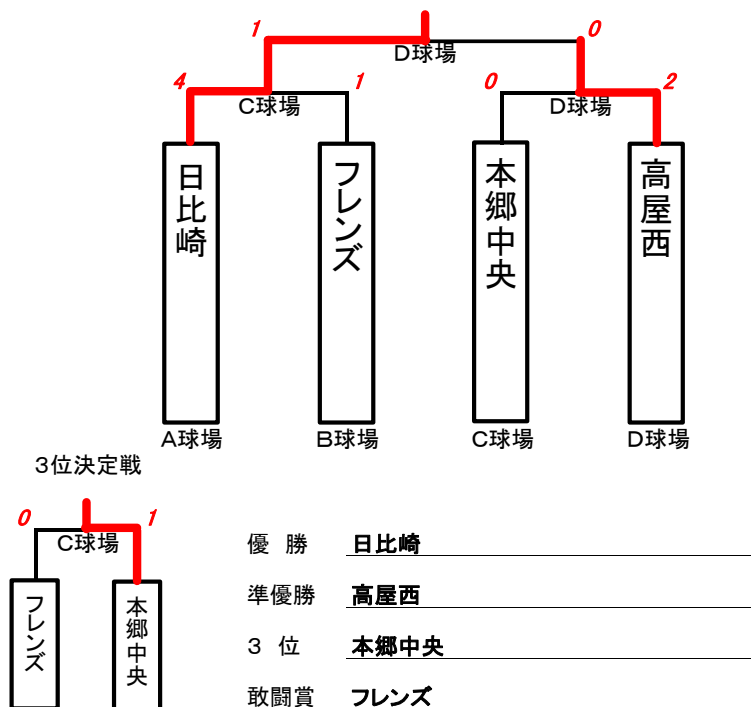 1 0
D球場
4 1 0 2
C球場 D球場
日比崎
フレンズ
本郷中央
高屋西
A球場 B球場 C球場 D球場
3位決定戦
0 1
C球場
フレンズ
本郷中央
優 勝 日比崎
準優勝 高屋西
3 位 本郷中央
敢闘賞 フレンズ